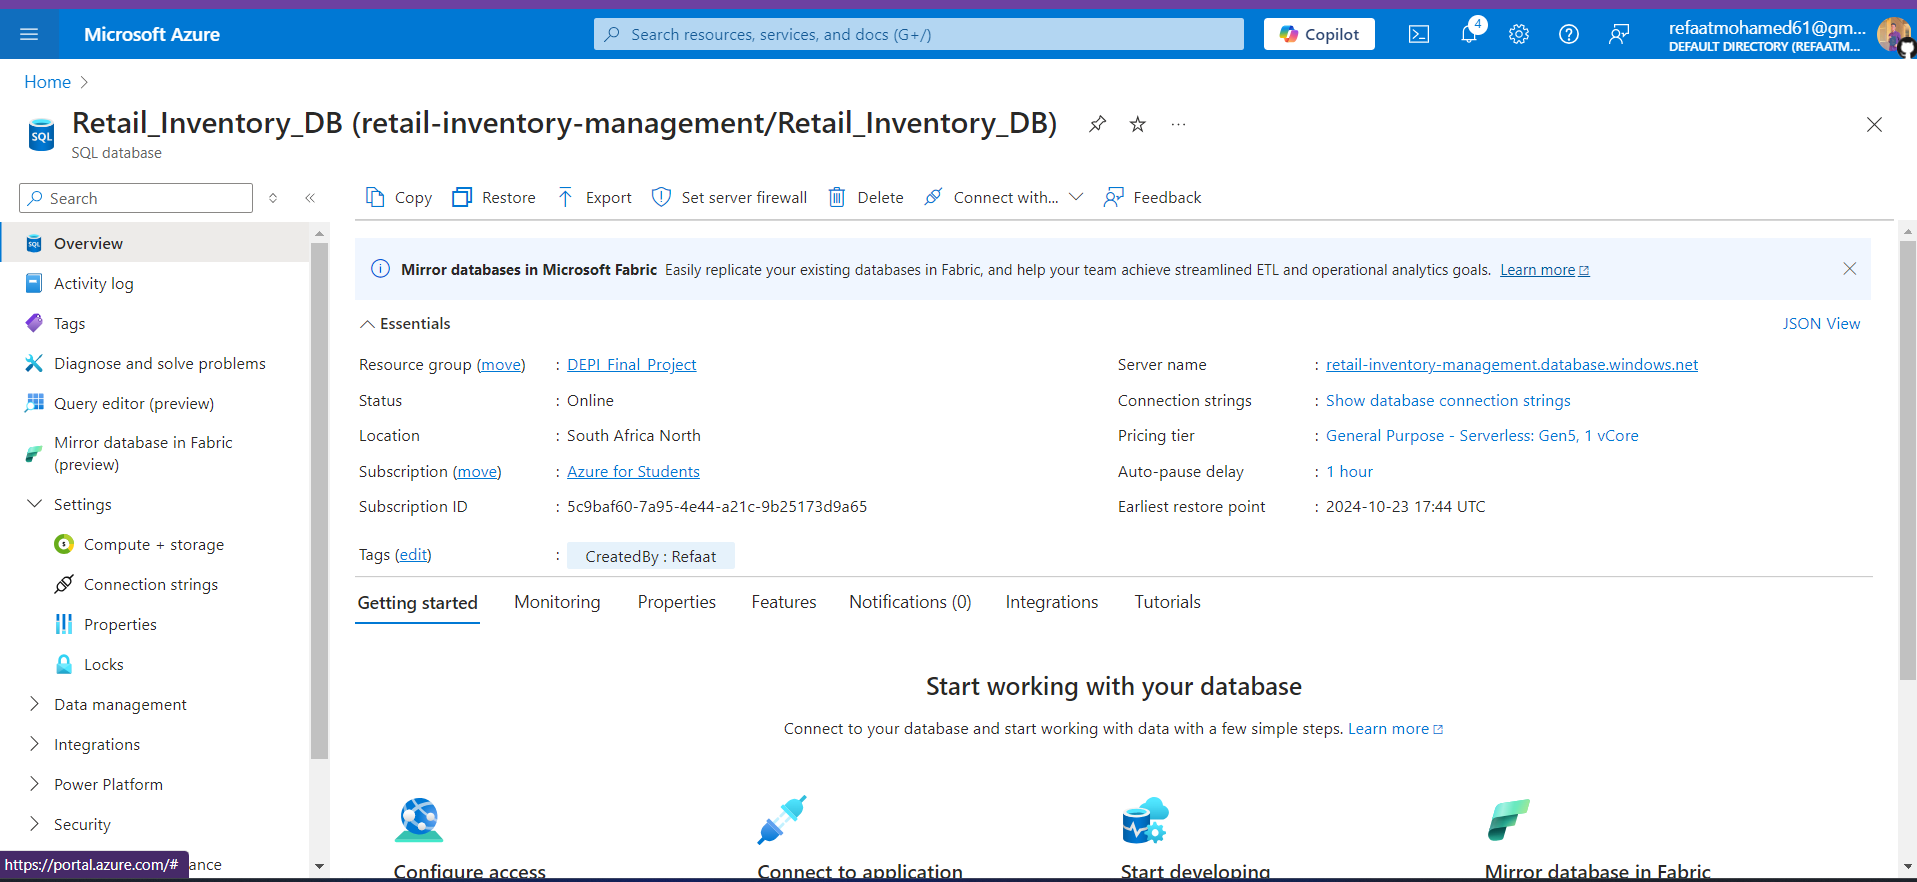 Microsoft Azure
Search resources, services, and docs (G+/)
Copilot
4
refaatmohamed61@gm...
DEFAULT DIRECTORY (REFAATM...
Home
Retail_Inventory_DB (retail-inventory-management/Retail_Inventory_DB)
SQL database
SQL
Search
Copy
Restore
Export
Set server firewall
Delete
Connect with...
Feedback
Overview
Activity log
Tags
Diagnose and solve problems
Query editor (preview)
Mirror database in Fabric
(preview)
Settings
Compute + storage
Connection strings
Properties
Locks
Data management
Integrations
Power Platform
Security
ance
https://portal.azure.com/#
Mirror databases in Microsoft Fabric Easily replicate your existing databases in Fabric, and help your team achieve streamlined ETL and operational analytics goals. Learn more
Essentials
JSON View
Resource group (move) : DEPI_Final_Project
Status : Online
Location : South Africa North
Subscription (move) : Azure for Students
Subscription ID : 5c9baf60-7a95-4e44-a21c-9b25173d9a65
Tags (edit) : CreatedBy : Refaat
Server name : retail-inventory-management.database.windows.net
Connection strings : Show database connection strings
Pricing tier : General Purpose - Serverless: Gen5, 1 vCore
Auto-pause delay : 1 hour
Earliest restore point : 2024-10-23 17:44 UTC
Getting started Monitoring Properties Features Notifications (0) Integrations Tutorials
Start working with your database
Connect to your database and start working with data with a few simple steps. Learn more
Configure access
Connect to application
Start developing
Mirror database in Fabric